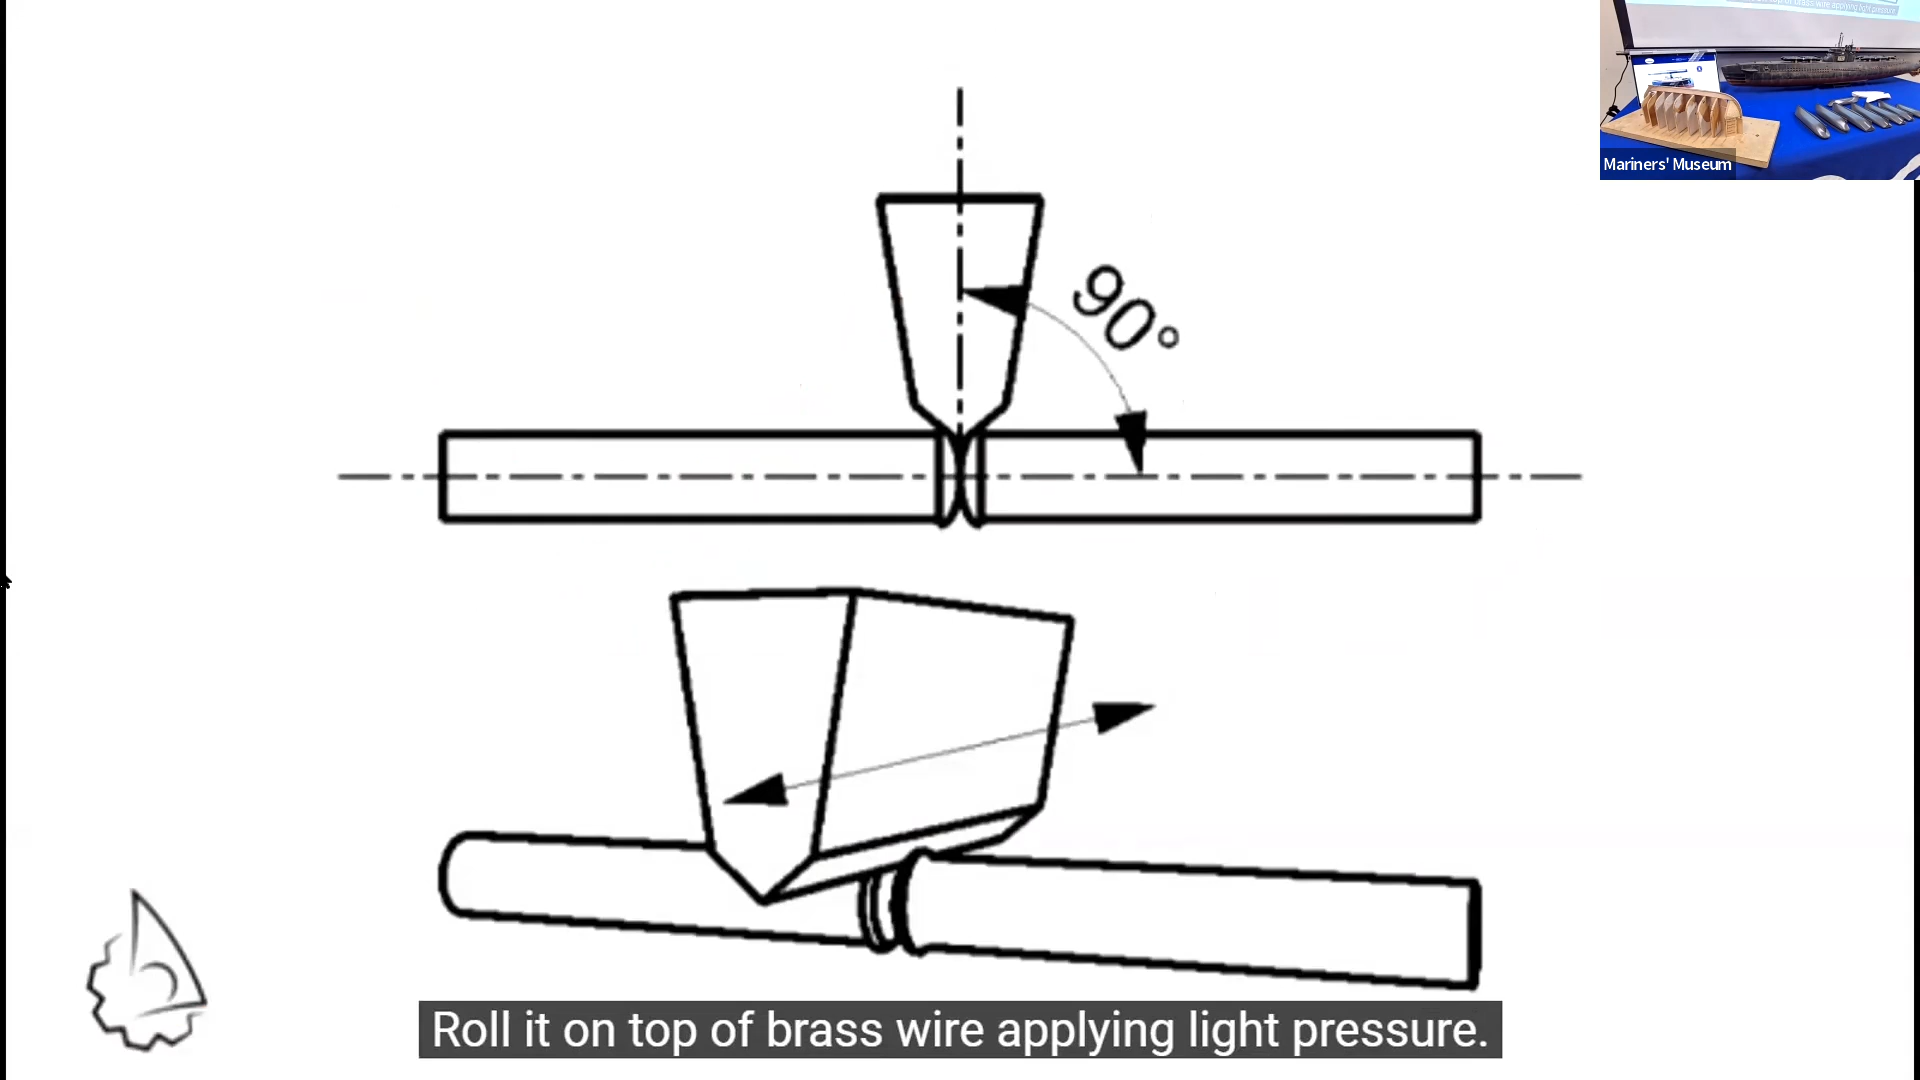 Mariners' Museum
90°
Roll it on top of brass wire applying light pressure.